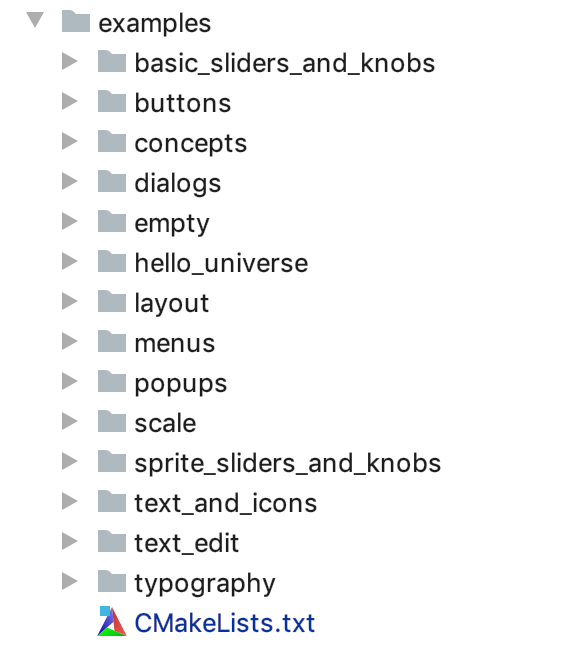 examples
basic_sliders_and_knobs
buttons
concepts
dialogs
empty
hello_universe
layout
menus
popups
scale
sprite_sliders_and_knobs
text_and_icons
text_edit
typography
CMakeLists.txt